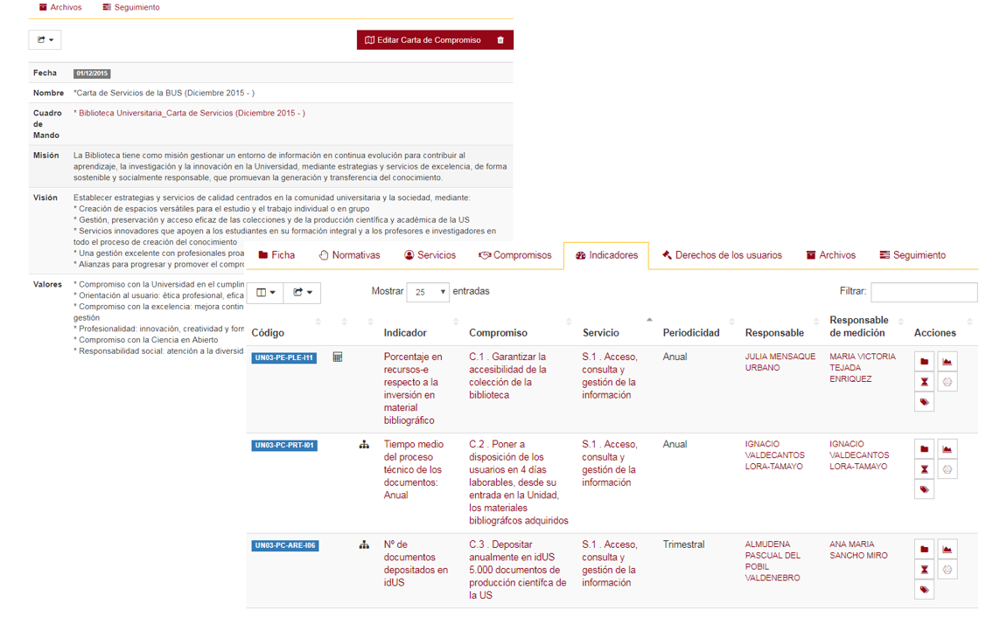 Archivos Seguimiento
Editar Carta de Compromiso
Fecha 01/12/2015
Nombre *Carta de Servicios de la BUS (Diciembre 2015 - )
Cuadro * Biblioteca Universitaria_Carta de Servicios (Diciembre 2015 - )
de
Mando
Misión La Biblioteca tiene como misión gestionar un entorno de información en continua evolución para contribuir al
aprendizaje, la investigación y la innovación en la Universidad, mediante estrategias y servicios de excelencia, de forma
sostenible y socialmente responsable, que promuevan la generación y transferencia del conocimiento.
Visión Establecer estrategias y servicios de calidad centrados en la comunidad universitaria y la sociedad, mediante:
* Creación de espacios versátiles para el estudio y el trabajo individual o en grupo
* Gestión, preservación y acceso eficaz de las colecciones y de la producción científica y académica de la US
* Servicios innovadores que apoyen a los estudiantes en su formación integral y a los profesores e investigadores en
todo el proceso de creación del conocimiento
* Una gestión excelente con profesionales proa
* Alianzas para progresar y promover el compro
Valores * Compromiso con la Universidad en el cumplin
* Orientación al usuario: ética profesional, efica
* Compromiso con la excelencia: mejora contin
gestión
* Profesionalidad: innovación, creatividad y form
* Compromiso con la Ciencia en Abierto
* Responsabilidad social: atención a la diversid
Ficha Normativas Servicios Compromisos Indicadores Derechos de los usuarios Archivos Seguimiento
Mostrar 25 entradas Filtrar:
Código Indicador Compromiso Servicio Periodicidad Responsable Responsable
de medición Acciones
UN03-PE-PLE-I11
Porcentaje en
recursos-e
respecto a la
inversión en
material
bibliográfico
C.1 . Garantizar la
accesibilidad de la
colección de la
biblioteca
S.1 . Acceso,
consulta y
gestión de la
información
Anual
JULIA MENSAQUE
URBANO
MARIA VICTORIA
TEJADA
ENRIQUEZ
UN03-PC-PRT-I01
Tiempo medio
del proceso
técnico de los
documentos:
Anual
C.2 . Poner a
disposición de los
usuarios en 4 días
laborables, desde su
entrada en la Unidad,
los materiales
bibliográfcos adquiridos
S.1 . Acceso,
consulta y
gestión de la
información
Anual
IGNACIO
VALDECANTOS
LORA-TAMAYO
IGNACIO
VALDECANTOS
LORA-TAMAYO
UN03-PC-ARE-I06
Nº de
documentos
depositados en
idUS
C.3 . Depositar
anualmente en idUS
5.000 documentos de
producción científca de
la US
S.1 . Acceso,
consulta y
gestión de la
información
Trimestral
ALMUDENA
PASCUAL DEL
POBIL
VALDENEBRO
ANA MARIA
SANCHO MIRO